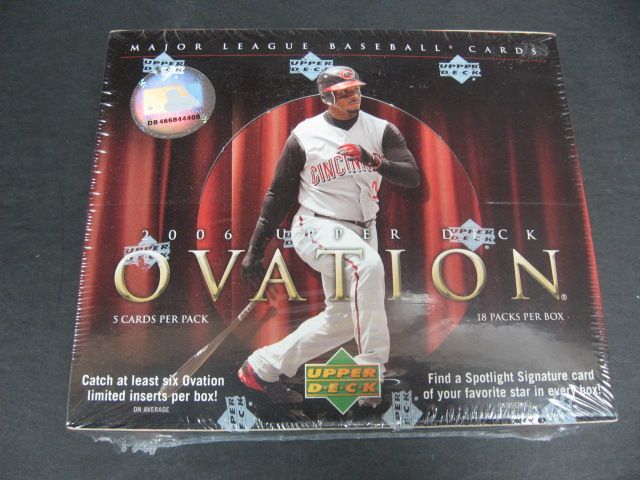 MAJOR LEAGUE BASEBALL® CARDS
UPPER DECK
UPPER DECK
UPPER DECK
DB466844409
CINCINNATI
2006 UPPER DECK
OVATION®
5 CARDS PER PACK
18 PACKS PER BOX
UPPER
D·E·C·K
Catch at least six Ovation
limited inserts per box!
ON AVERAGE
Find a Spotlight Signature card
of your favorite star in every box!